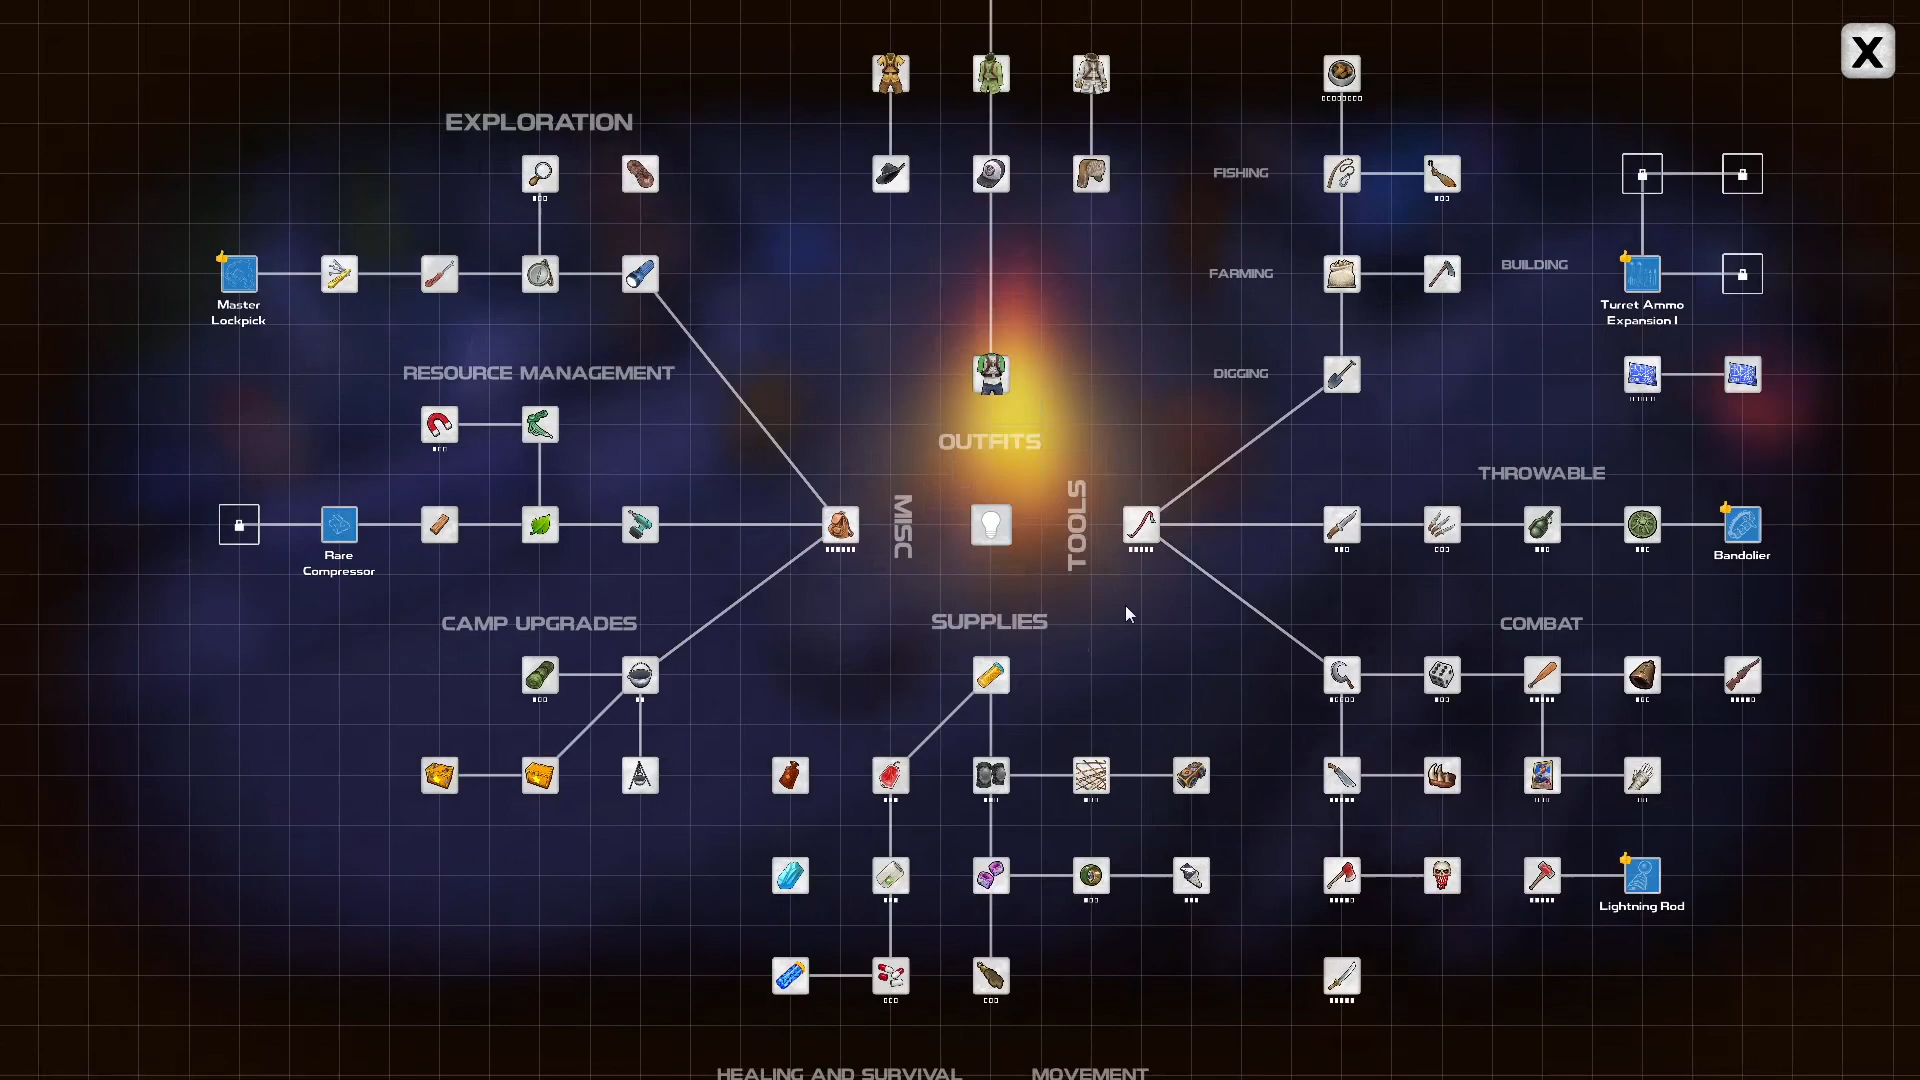 X
EXPLORATION
FISHING
FARMING
BUILDING
Master
Lockpick
Turret Ammo
Expansion I
RESOURCE MANAGEMENT
DIGGING
OUTFITS
THROWABLE
MISC
TOOLS
Rare
Compressor
Bandolier
CAMP UPGRADES
SUPPLIES
COMBAT
Lightning Rod
HEALING AND SURVIVAL
MOVEMENT